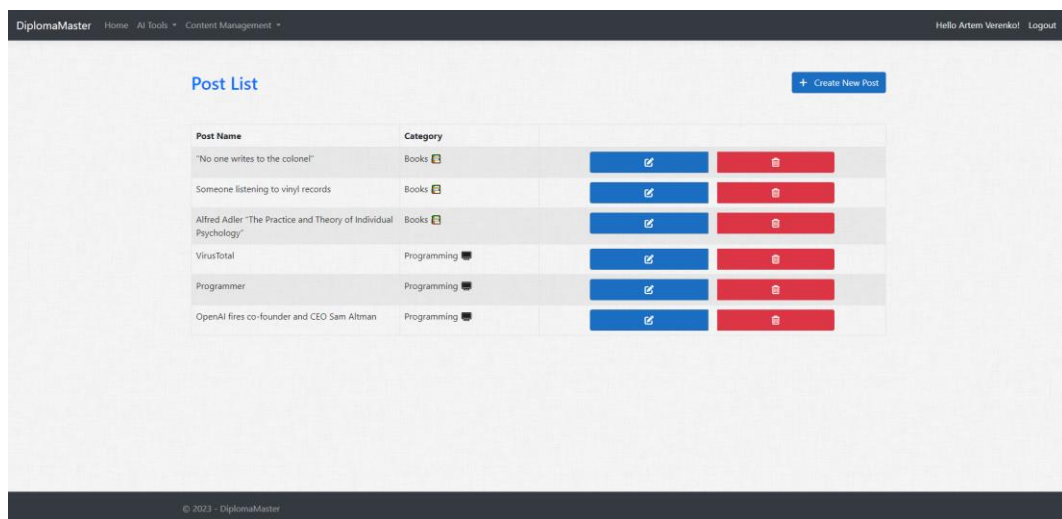 DiplomaMaster Home AI Tools Content Management Hello Artem Verenko! Logout
Post List
+ Create New Post
Post Name Category
"No one writes to the colonel" Books
Someone listening to vinyl records Books
Alfred Adler "The Practice and Theory of Individual Books
Psychology"
VirusTotal Programming
Programmer Programming
OpenAI fires co-founder and CEO Sam Altman Programming
© 2023 - DiplomaMaster